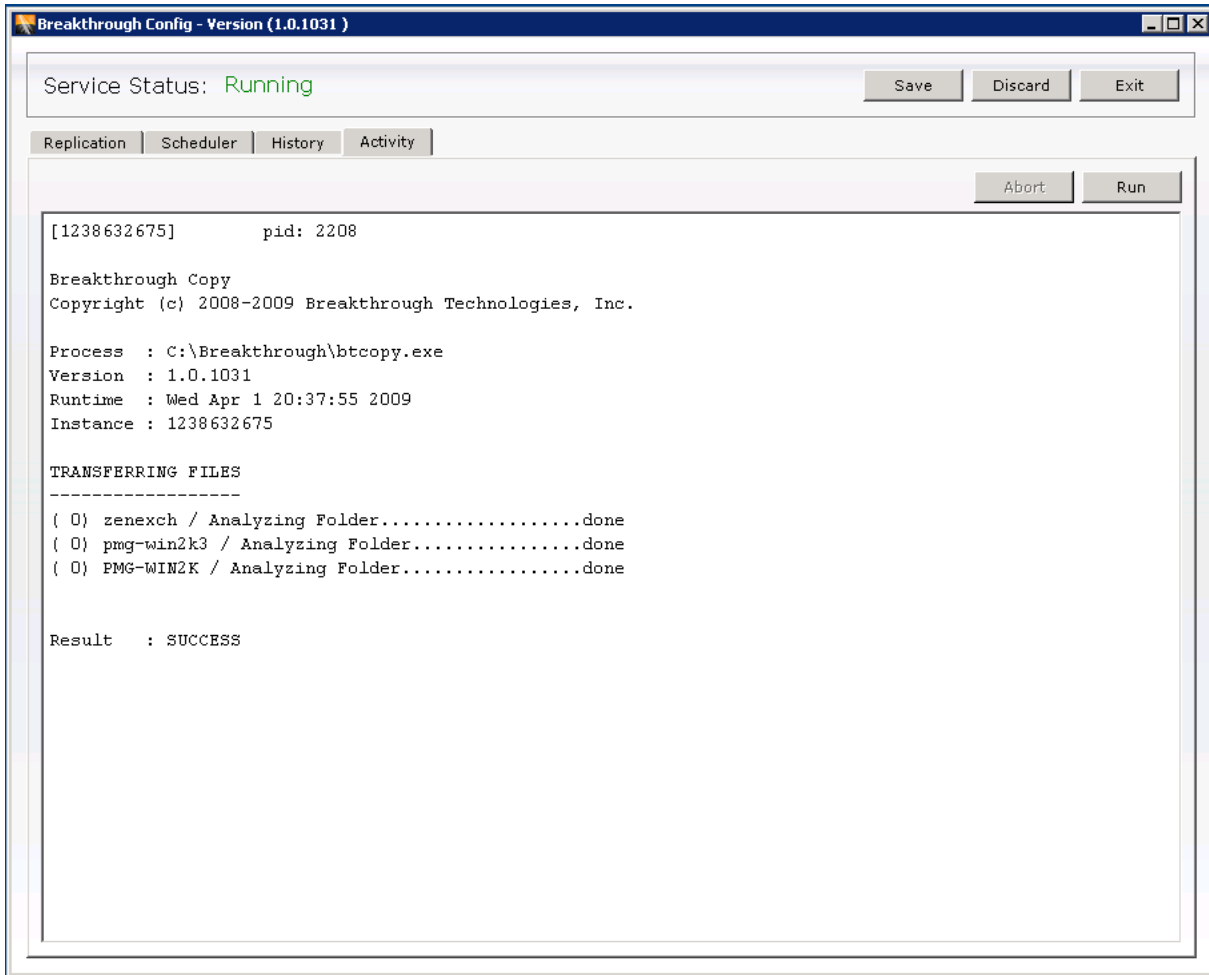 Breakthrough Config - Version (1.0.1031 )
Service Status: Running
Save Discard Exit
Replication Scheduler History Activity
Abort Run
[1238632675] pid: 2208
Breakthrough Copy
Copyright (c) 2008-2009 Breakthrough Technologies, Inc.
Process : C:\Breakthrough\btcopy.exe
Version : 1.0.1031
Runtime : Wed Apr 1 20:37:55 2009
Instance : 1238632675
TRANSFERRING FILES
------------------
( 0) zenexch / Analyzing Folder...................done
( 0) pmg-win2k3 / Analyzing Folder................done
( 0) PMG-WIN2K / Analyzing Folder.................done
Result : SUCCESS